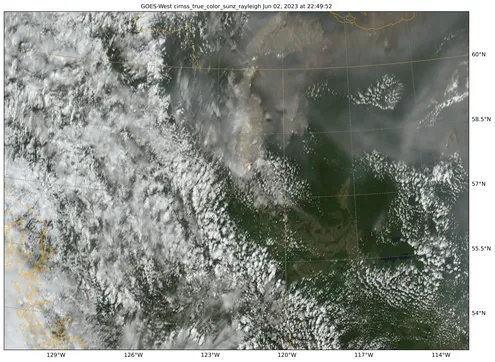 GOES-West cimss_true_color_sunz_rayleigh Jun 02, 2023 at 22:49:52
60°N
58.5°N
57°N
55.5°N
54°N
129°W
126°W
123°W
120°W
117°W
114°W